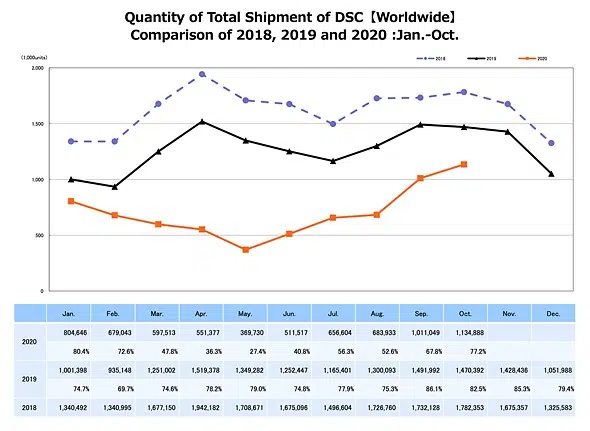 Quantity of Total Shipment of DSC【Worldwide】
Comparison of 2018, 2019 and 2020 :Jan.-Oct.
(1,000units)
2018 2019 2020
2,000
1,500
1,000
500
0
Jan. Feb. Mar. Apr. May. Jun. Jul. Aug. Sep. Oct. Nov. Dec.
2020
804,646 679,043 597,513 551,377 369,730 511,517 656,604 683,933 1,011,049 1,134,888
80.4% 72.6% 47.8% 36.3% 27.4% 40.8% 56.3% 52.6% 67.8% 77.2%
2019
1,001,398 935,148 1,251,002 1,519,378 1,349,282 1,252,447 1,165,401 1,300,093 1,491,992 1,470,392 1,428,436 1,051,988
74.7% 69.7% 74.6% 78.2% 79.0% 74.8% 77.9% 75.3% 86.1% 82.5% 85.3% 79.4%
2018 1,340,492 1,340,995 1,677,150 1,942,182 1,708,671 1,675,096 1,496,604 1,726,760 1,732,128 1,782,353 1,675,357 1,325,583